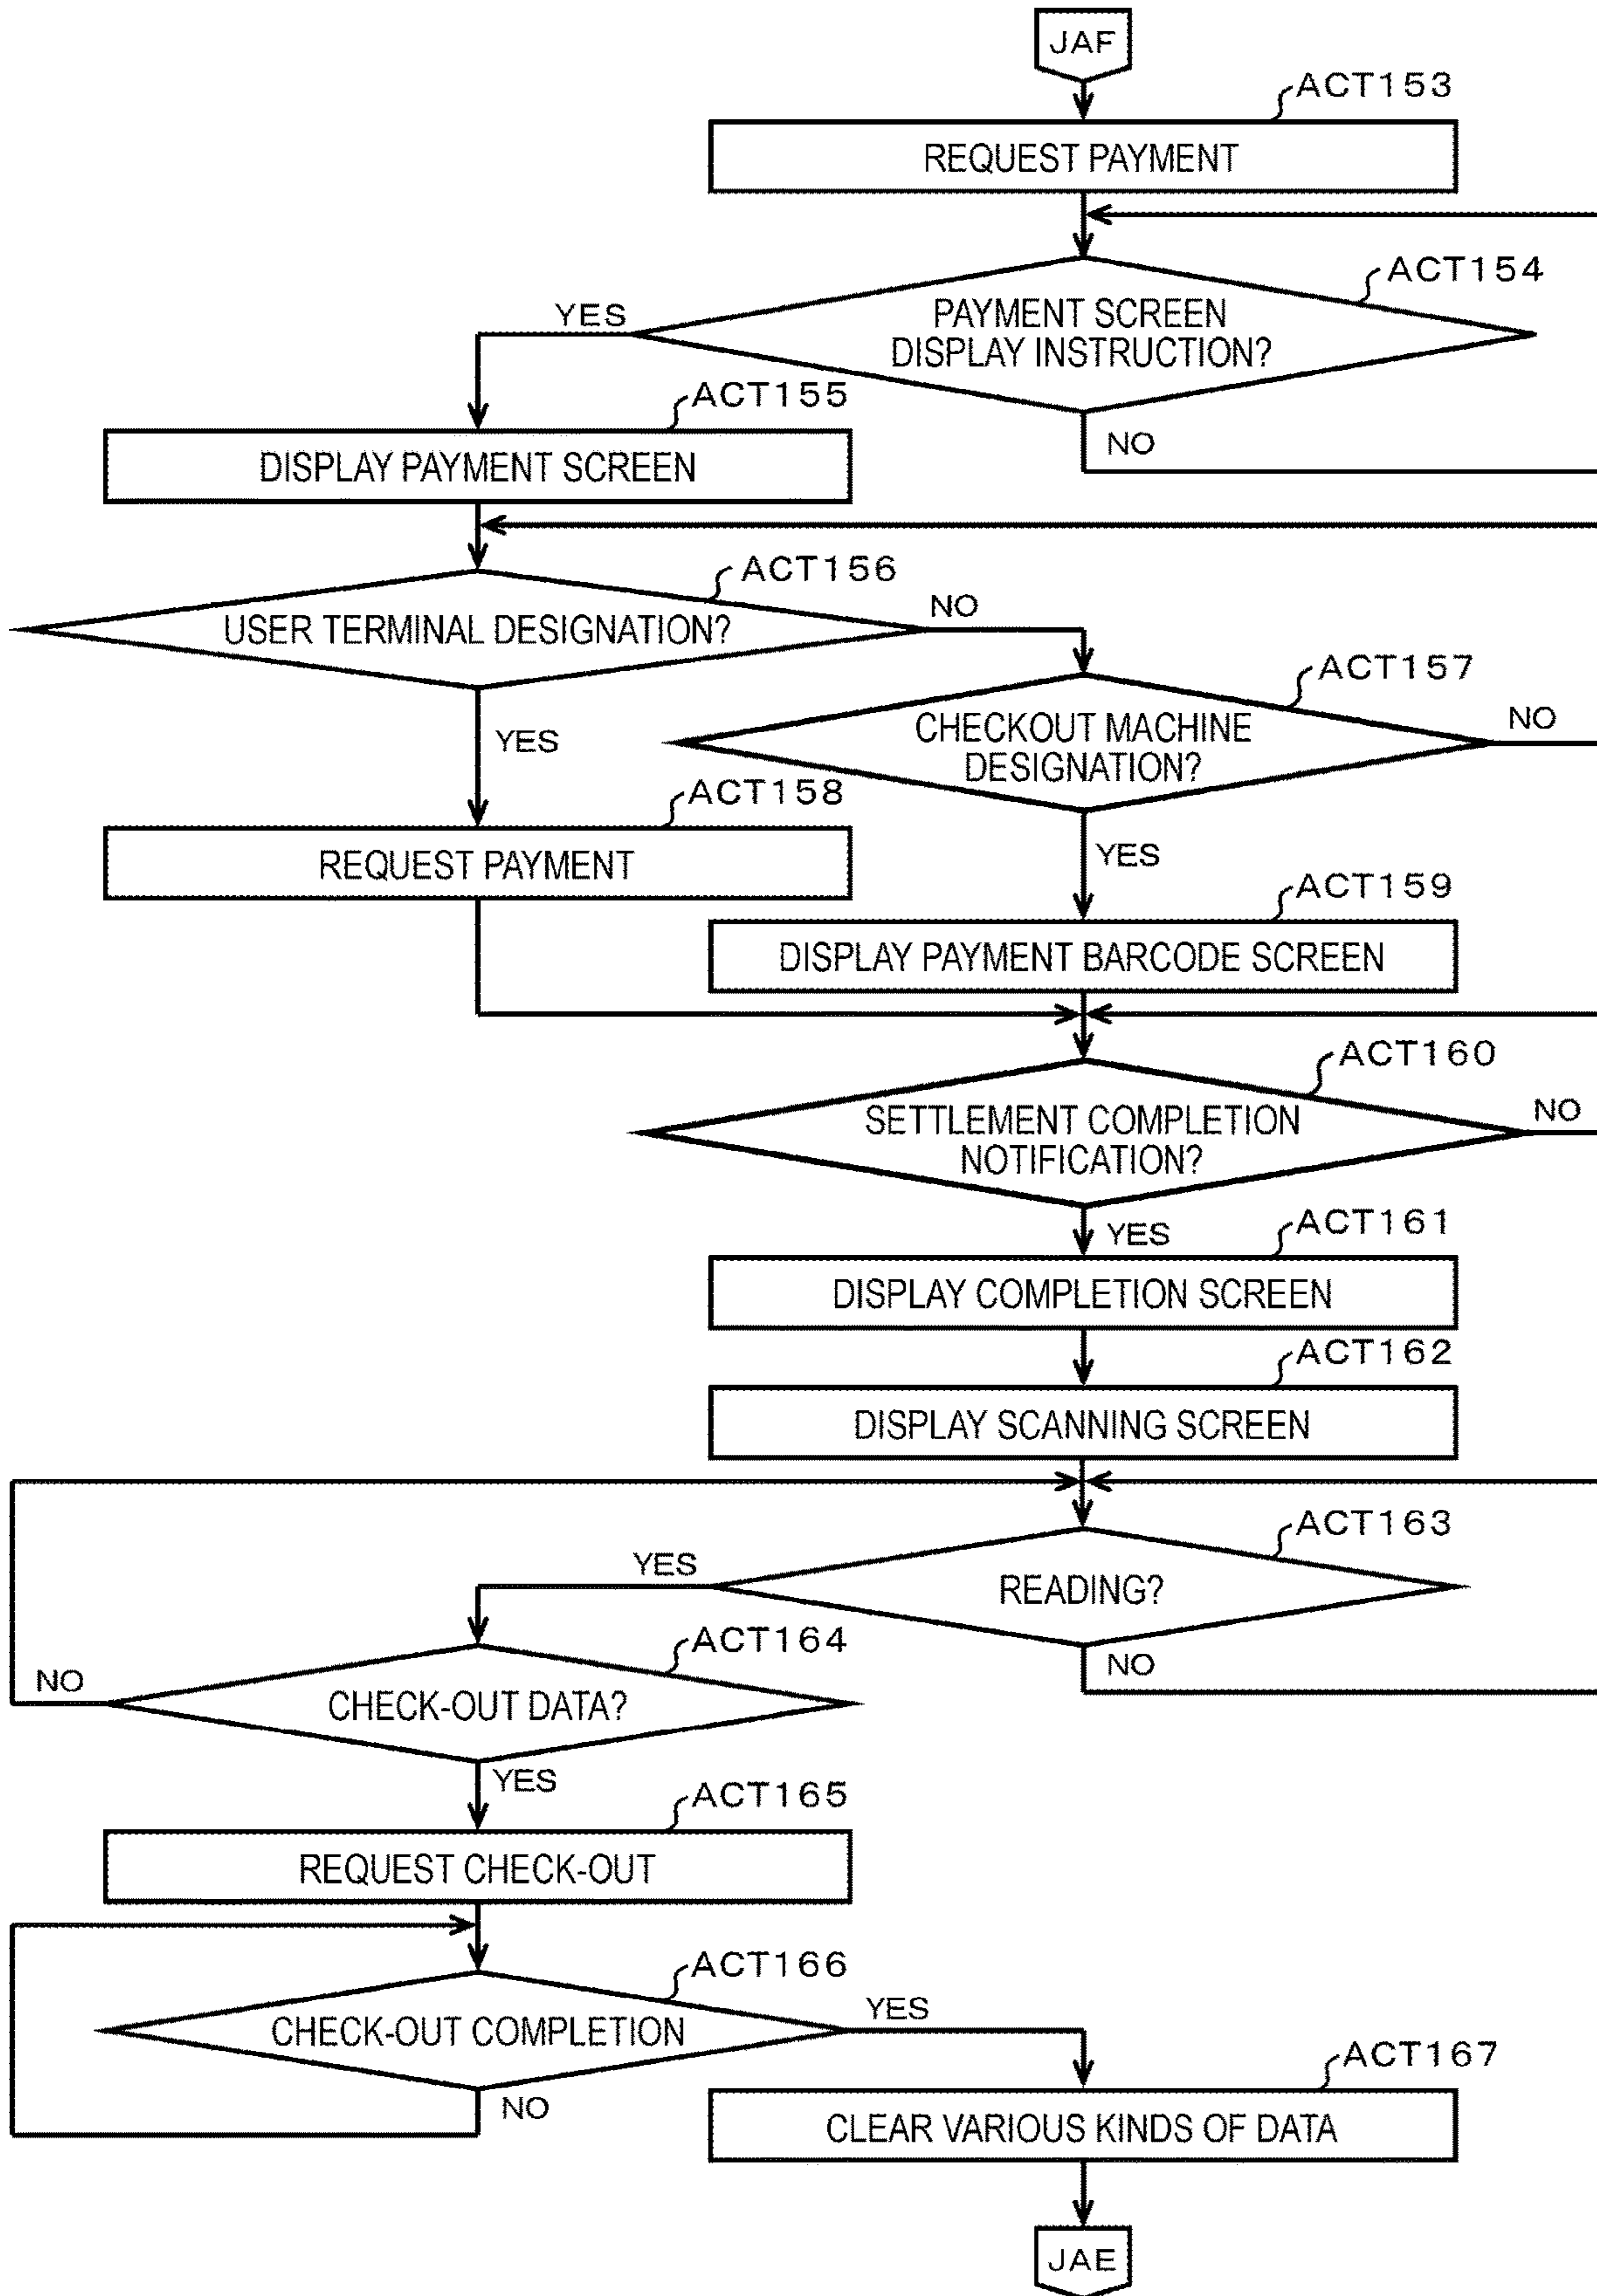 JAF
ACT153
REQUEST PAYMENT
ACT154
PAYMENT SCREEN
DISPLAY INSTRUCTION?
YES
NO
ACT155
DISPLAY PAYMENT SCREEN
ACT156
USER TERMINAL DESIGNATION?
NO
YES
ACT157
CHECKOUT MACHINE
DESIGNATION?
NO
YES
ACT158
REQUEST PAYMENT
ACT159
DISPLAY PAYMENT BARCODE SCREEN
ACT160
SETTLEMENT COMPLETION
NOTIFICATION?
NO
YES
ACT161
DISPLAY COMPLETION SCREEN
ACT162
DISPLAY SCANNING SCREEN
ACT163
READING?
YES
NO
ACT164
CHECK-OUT DATA?
NO
YES
ACT165
REQUEST CHECK-OUT
ACT166
CHECK-OUT COMPLETION
YES
NO
ACT167
CLEAR VARIOUS KINDS OF DATA
JAE